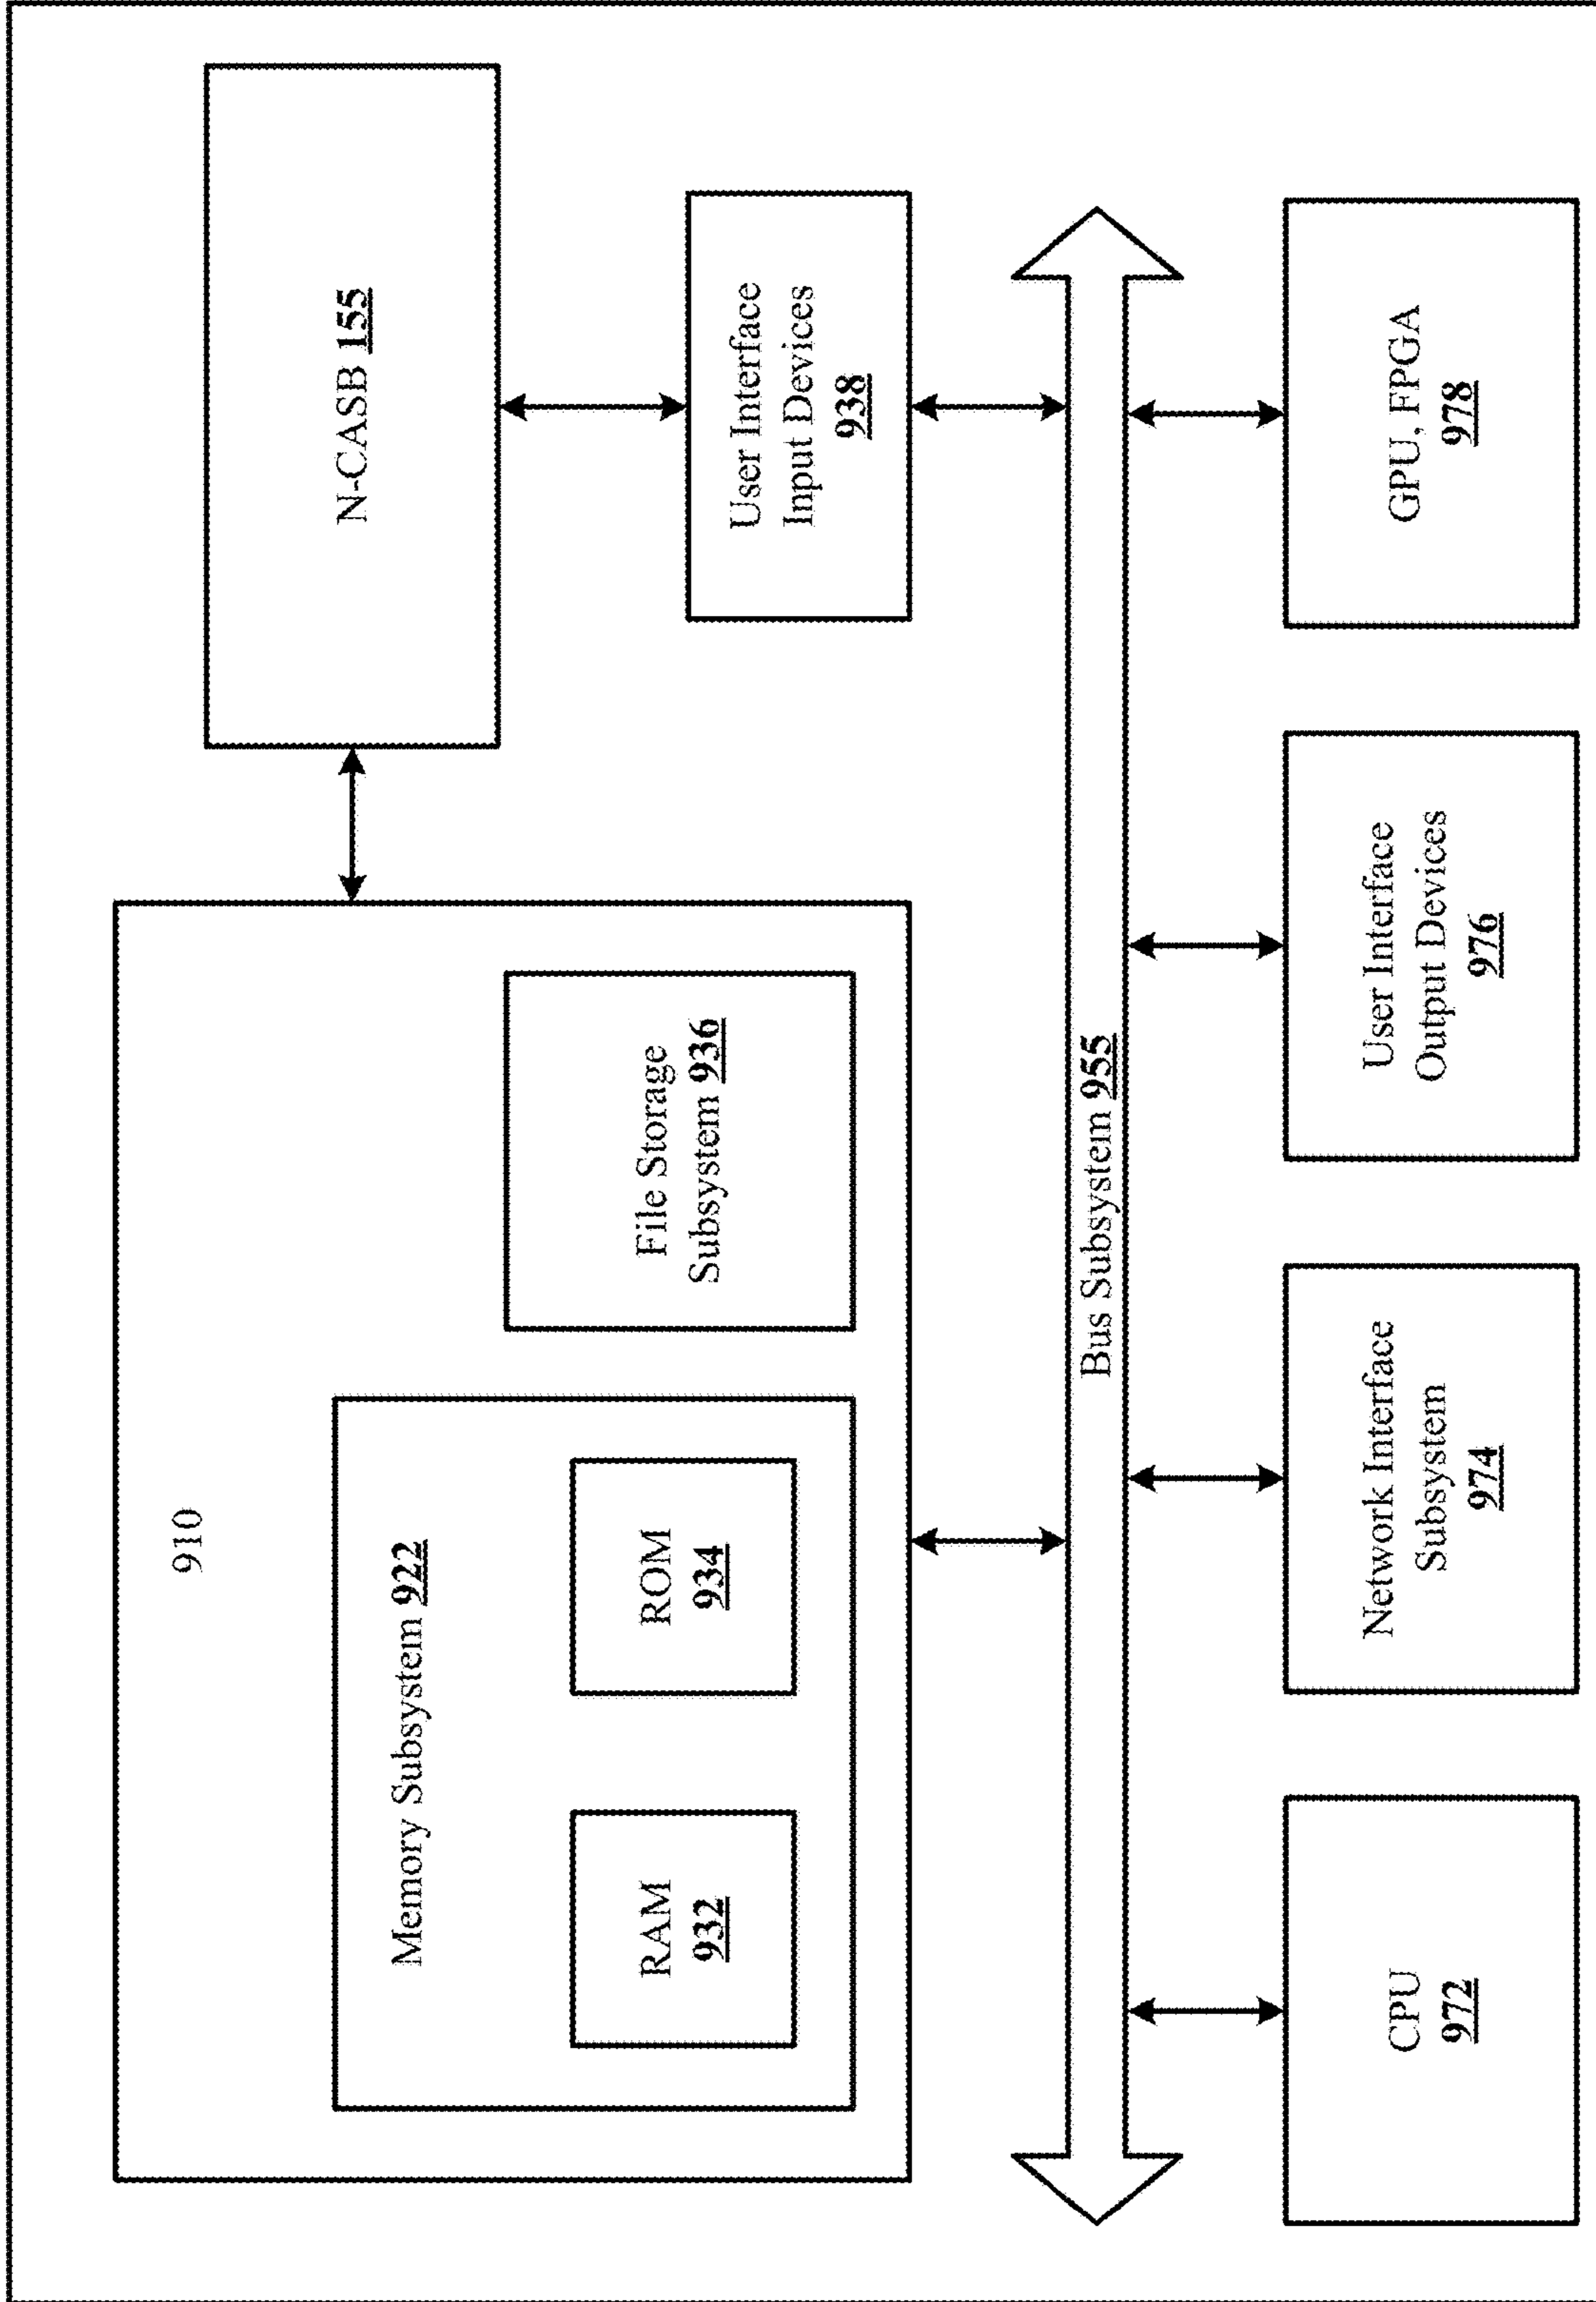 910
Memory Subsystem 922
RAM
932
ROM
934
File Storage
Subsystem 936
N-CASB 155
User Interface
Input Devices
938
Bus Subsystem 955
CPU
972
Network Interface
Subsystem
974
User Interface
Output Devices
976
GPU, FPGA
978